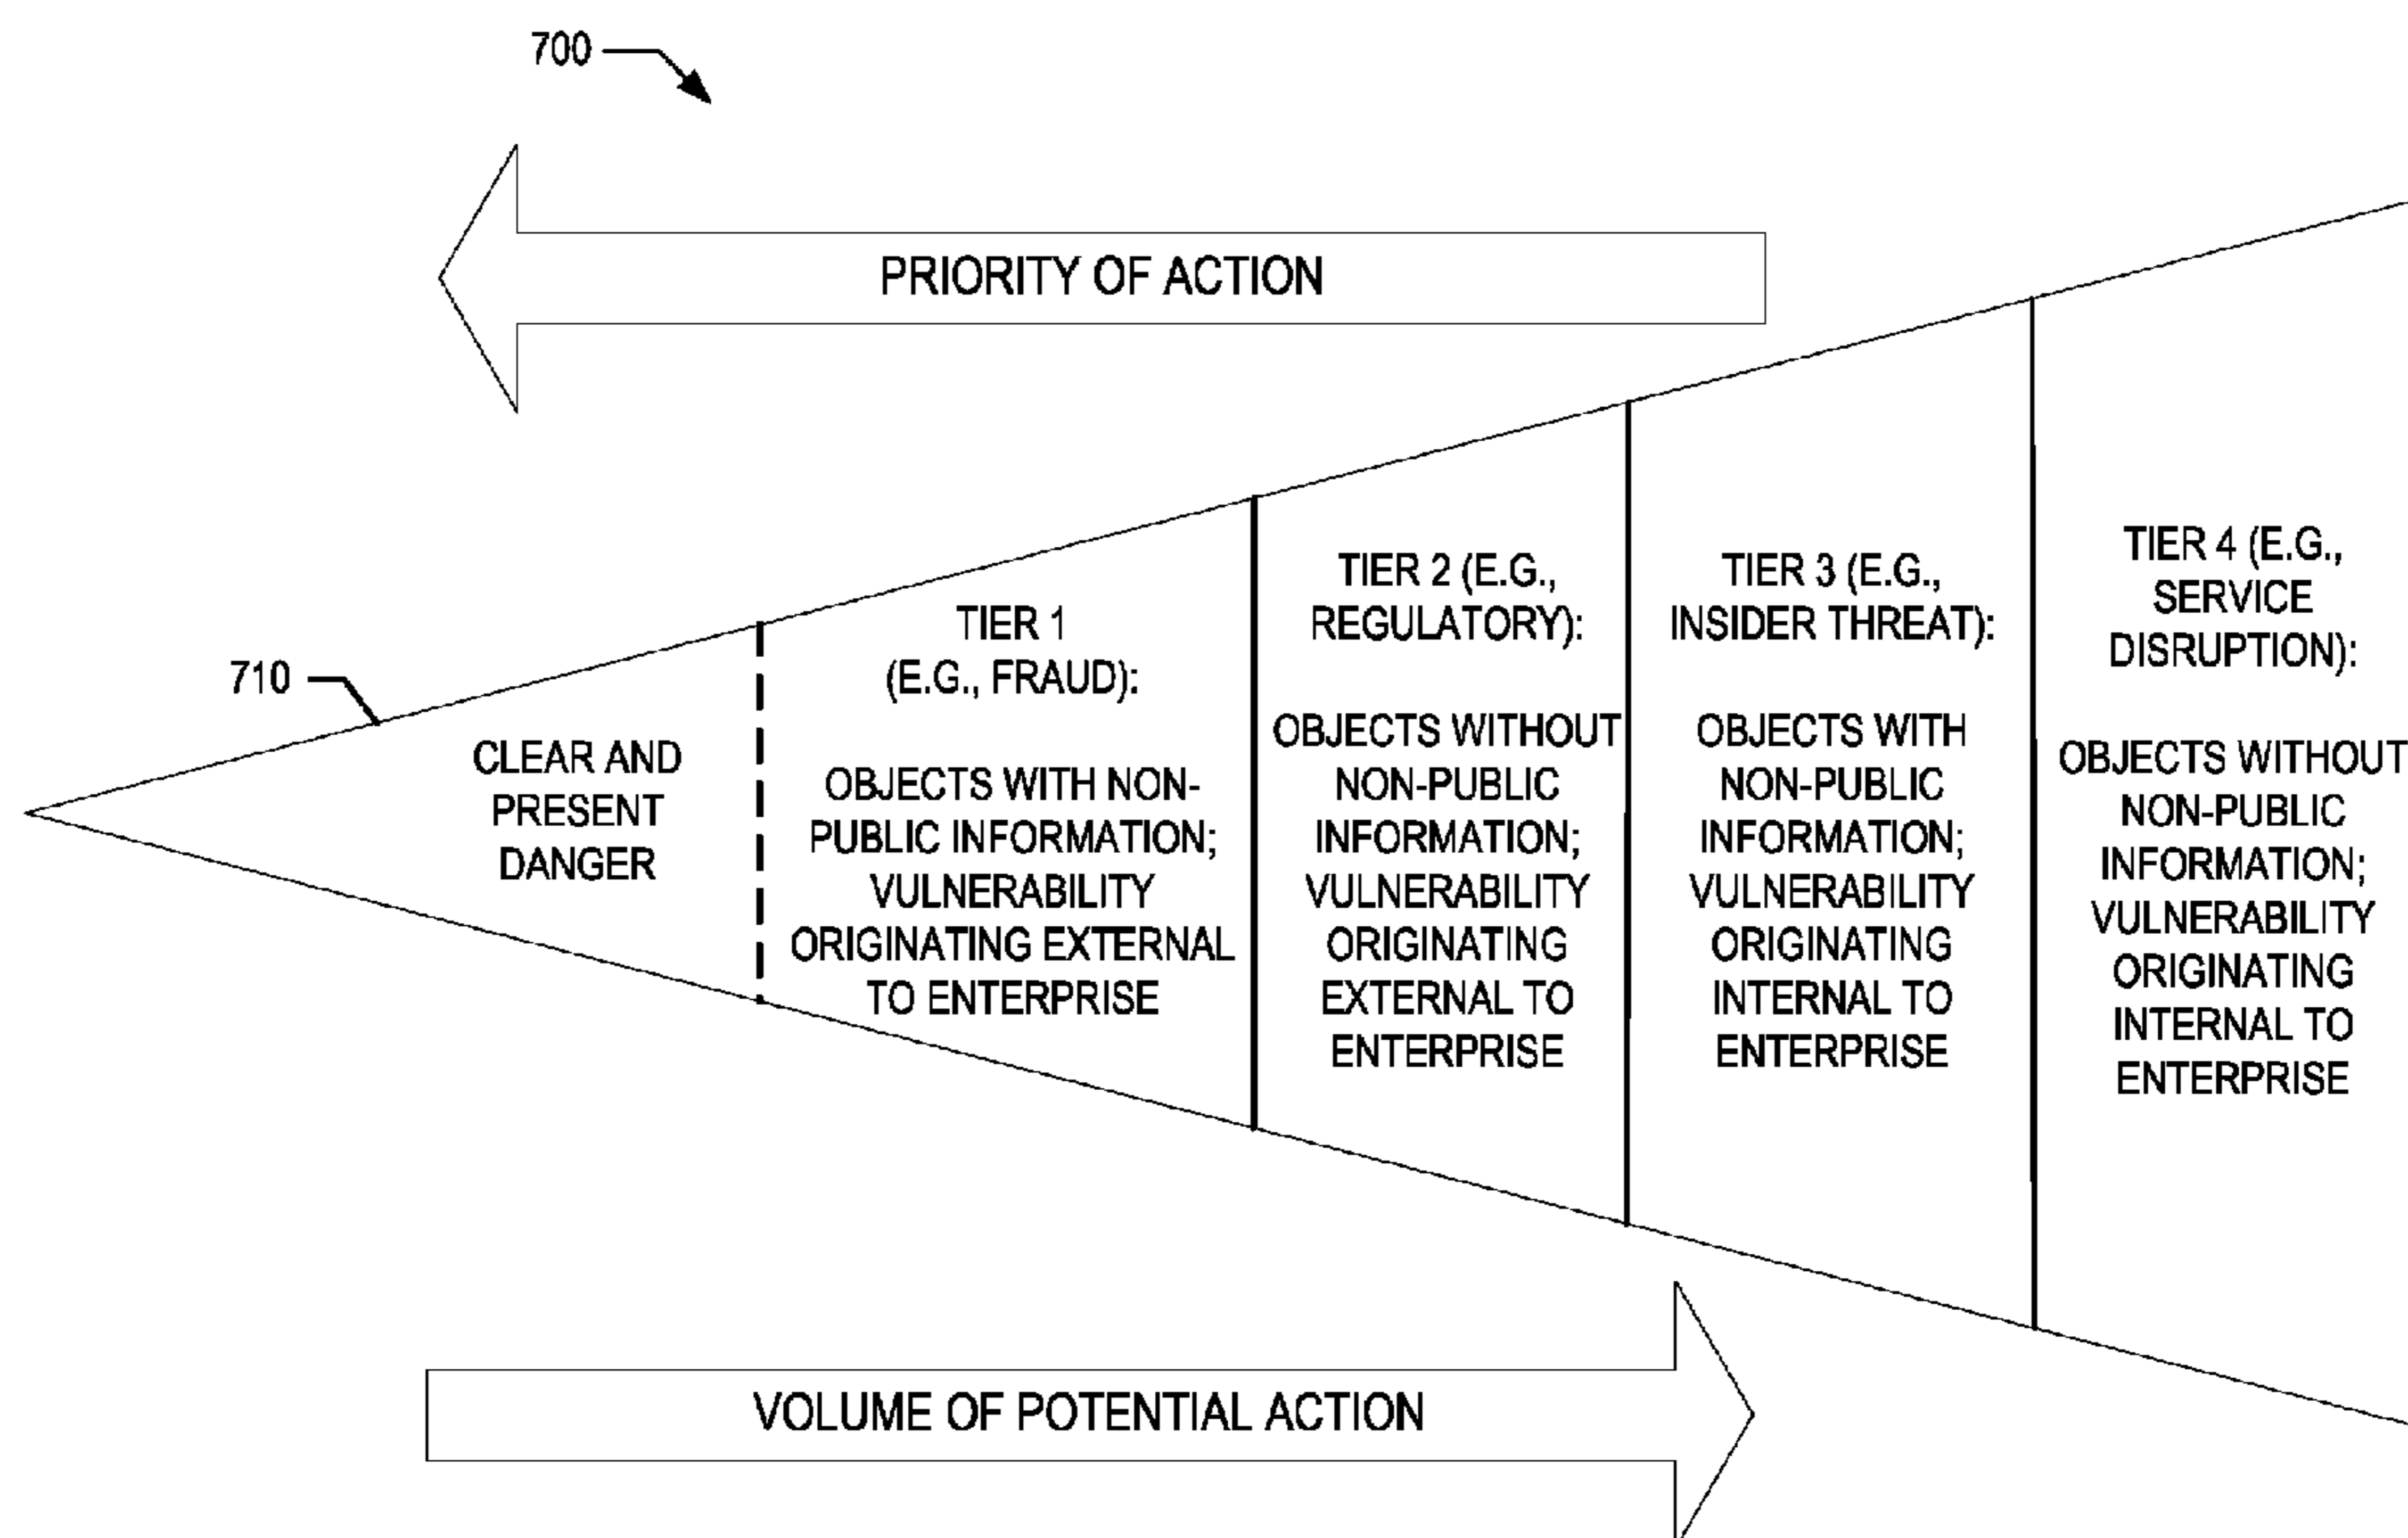 700
PRIORITY OF ACTION
710
CLEAR AND
PRESENT
DANGER
TIER 1
(E.G., FRAUD):
OBJECTS WITH NON-
PUBLIC INFORMATION;
VULNERABILITY
ORIGINATING EXTERNAL
TO ENTERPRISE
TIER 2 (E.G.,
REGULATORY):
OBJECTS WITHOUT
NON-PUBLIC
INFORMATION;
VULNERABILITY
ORIGINATING
EXTERNAL TO
ENTERPRISE
TIER 3 (E.G.,
INSIDER THREAT):
OBJECTS WITH
NON-PUBLIC
INFORMATION;
VULNERABILITY
ORIGINATING
INTERNAL TO
ENTERPRISE
TIER 4 (E.G.,
SERVICE
DISRUPTION):
OBJECTS WITHOUT
NON-PUBLIC
INFORMATION;
VULNERABILITY
ORIGINATING
INTERNAL TO
ENTERPRISE
VOLUME OF POTENTIAL ACTION